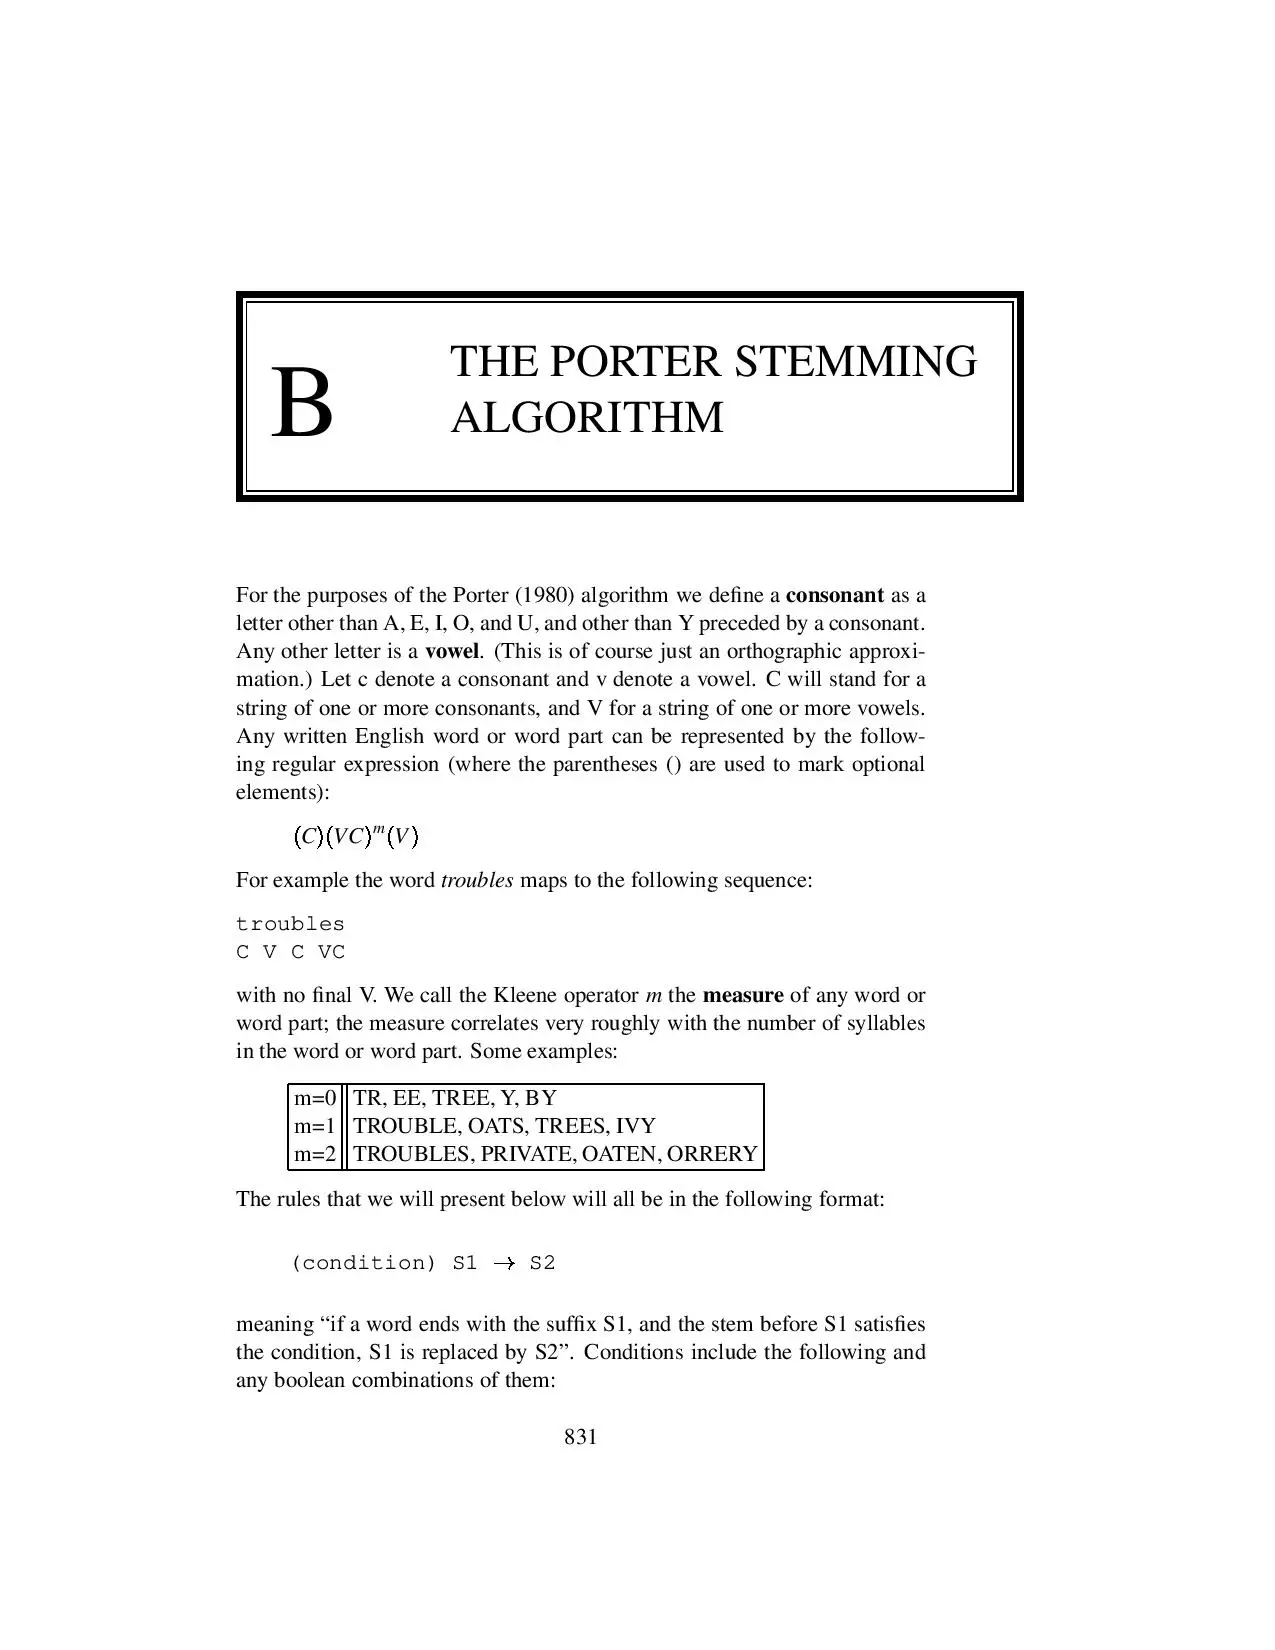 B
THE PORTER STEMMING
ALGORITHM
For the purposes of the Porter (1980) algorithm we define a consonant as a
letter other than A, E, I, O, and U, and other than Y preceded by a consonant.
Any other letter is a vowel. (This is of course just an orthographic approxi-
mation.) Let c denote a consonant and v denote a vowel. C will stand for a
string of one or more consonants, and V for a string of one or more vowels.
Any written English word or word part can be represented by the follow-
ing regular expression (where the parentheses () are used to mark optional
elements):
(C)(VC)^m(V)
For example the word troubles maps to the following sequence:
troubles
C V C VC
with no final V. We call the Kleene operator m the measure of any word or
word part; the measure correlates very roughly with the number of syllables
in the word or word part. Some examples:
m=0 TR, EE, TREE, Y, BY
m=1 TROUBLE, OATS, TREES, IVY
m=2 TROUBLES, PRIVATE, OATEN, ORRERY
The rules that we will present below will all be in the following format:
(condition) S1 → S2
meaning “if a word ends with the suffix S1, and the stem before S1 satisfies
the condition, S1 is replaced by S2”. Conditions include the following and
any boolean combinations of them:
831